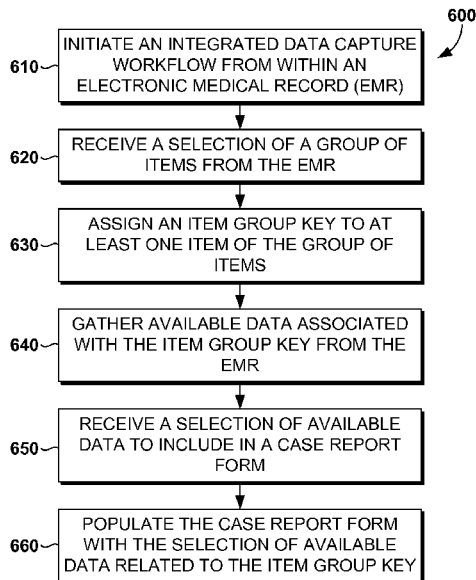 600
610
INITIATE AN INTEGRATED DATA CAPTURE
WORKFLOW FROM WITHIN AN
ELECTRONIC MEDICAL RECORD (EMR)
620
RECEIVE A SELECTION OF A GROUP OF
ITEMS FROM THE EMR
630
ASSIGN AN ITEM GROUP KEY TO AT
LEAST ONE ITEM OF THE GROUP OF
ITEMS
640
GATHER AVAILABLE DATA ASSOCIATED
WITH THE ITEM GROUP KEY FROM THE
EMR
650
RECEIVE A SELECTION OF AVAILABLE
DATA TO INCLUDE IN A CASE REPORT
FORM
660
POPULATE THE CASE REPORT FORM
WITH THE SELECTION OF AVAILABLE
DATA RELATED TO THE ITEM GROUP KEY